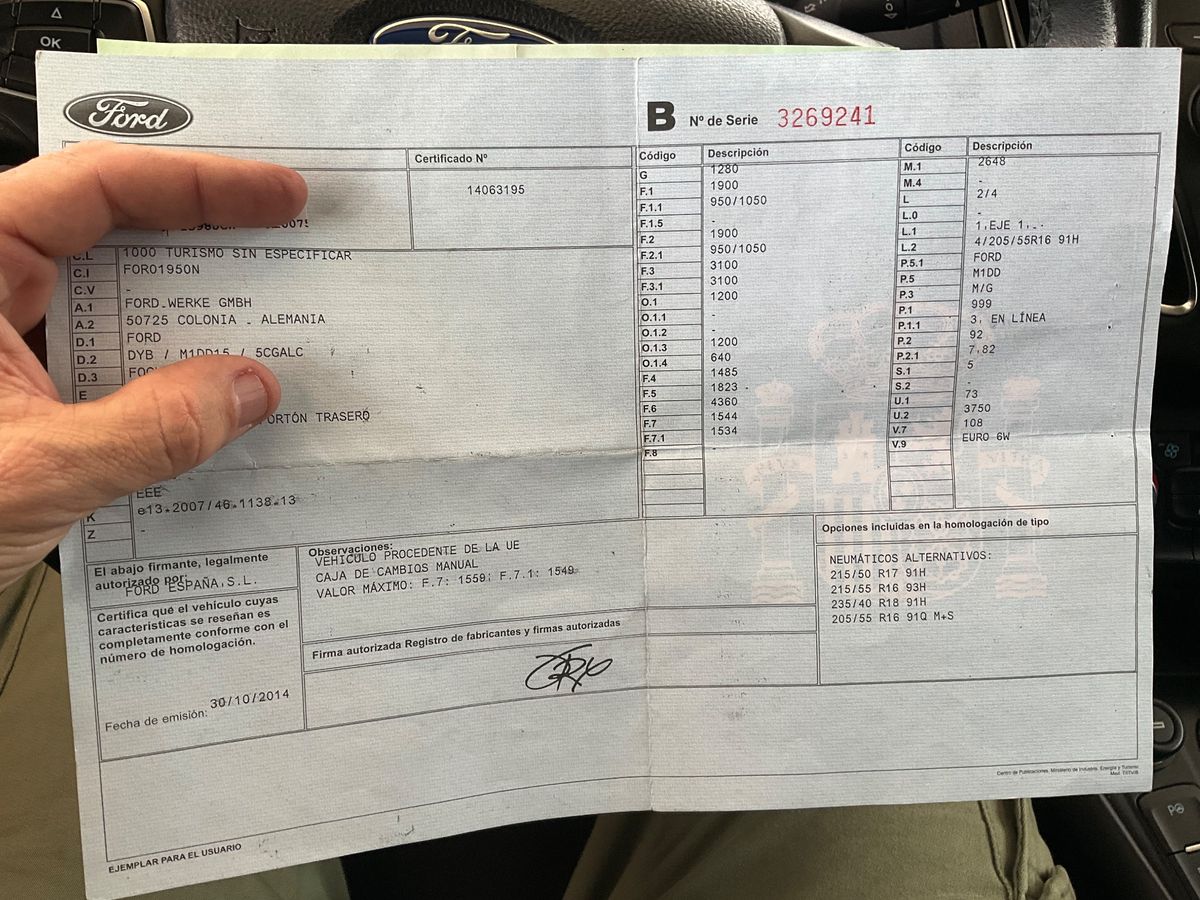 OK
Ford
Ford
B Nº de Serie 3269241
Certificado Nº
14063195
C.L 1000 TURISMO SIN ESPECIFICAR
C.I FOR01950N
C.V -
A.1 FORD-WERKE GMBH
A.2 50725 COLONIA - ALEMANIA
D.1 FORD
D.2 DYB / M1DD15 / 5CGALC
D.3
E
PORTÓN TRASERO
EEE
K e13*2007/46*1138*13
Z -
El abajo firmante, legalmente
autorizado por:
FORD ESPAÑA,S.L.
Certifica que el vehículo cuyas
características se reseñan es
completamente conforme con el
número de homologación.
Fecha de emisión: 30/10/2014
Observaciones:
VEHÍCULO PROCEDENTE DE LA UE
CAJA DE CAMBIOS MANUAL
VALOR MÁXIMO: F.7: 1559; F.7.1: 1549
Firma autorizada Registro de fabricantes y firmas autorizadas
Código Descripción
G 1280
F.1 1900
F.1.1 950/1050
F.1.5 -
F.2 1900
F.2.1 950/1050
F.3 3100
F.3.1 3100
O.1 1200
O.1.1 -
O.1.2 -
O.1.3 1200
O.1.4 640
F.4 1485
F.5 1823
F.6 4360
F.7 1544
F.7.1 1534
F.8 -
Código Descripción
M.1 2648
M.4 -
L 2/4
L.0 -
L.1 1.EJE 1,..
L.2 4/205/55R16 91H
P.5.1 FORD
P.5 M1DD
P.3 M/G
P.1 999
P.1.1 3, EN LÍNEA
P.2 92
P.2.1 7,82
S.1 5
S.2 -
U.1 73
U.2 3750
V.7 108
V.9 EURO 6W
Opciones incluidas en la homologación de tipo
NEUMÁTICOS ALTERNATIVOS:
215/50 R17 91H
215/55 R16 93H
235/40 R18 91H
205/55 R16 91Q M+S
Centro de Publicaciones. Ministerio de Industria, Energía y Turismo
EJEMPLAR PARA EL USUARIO